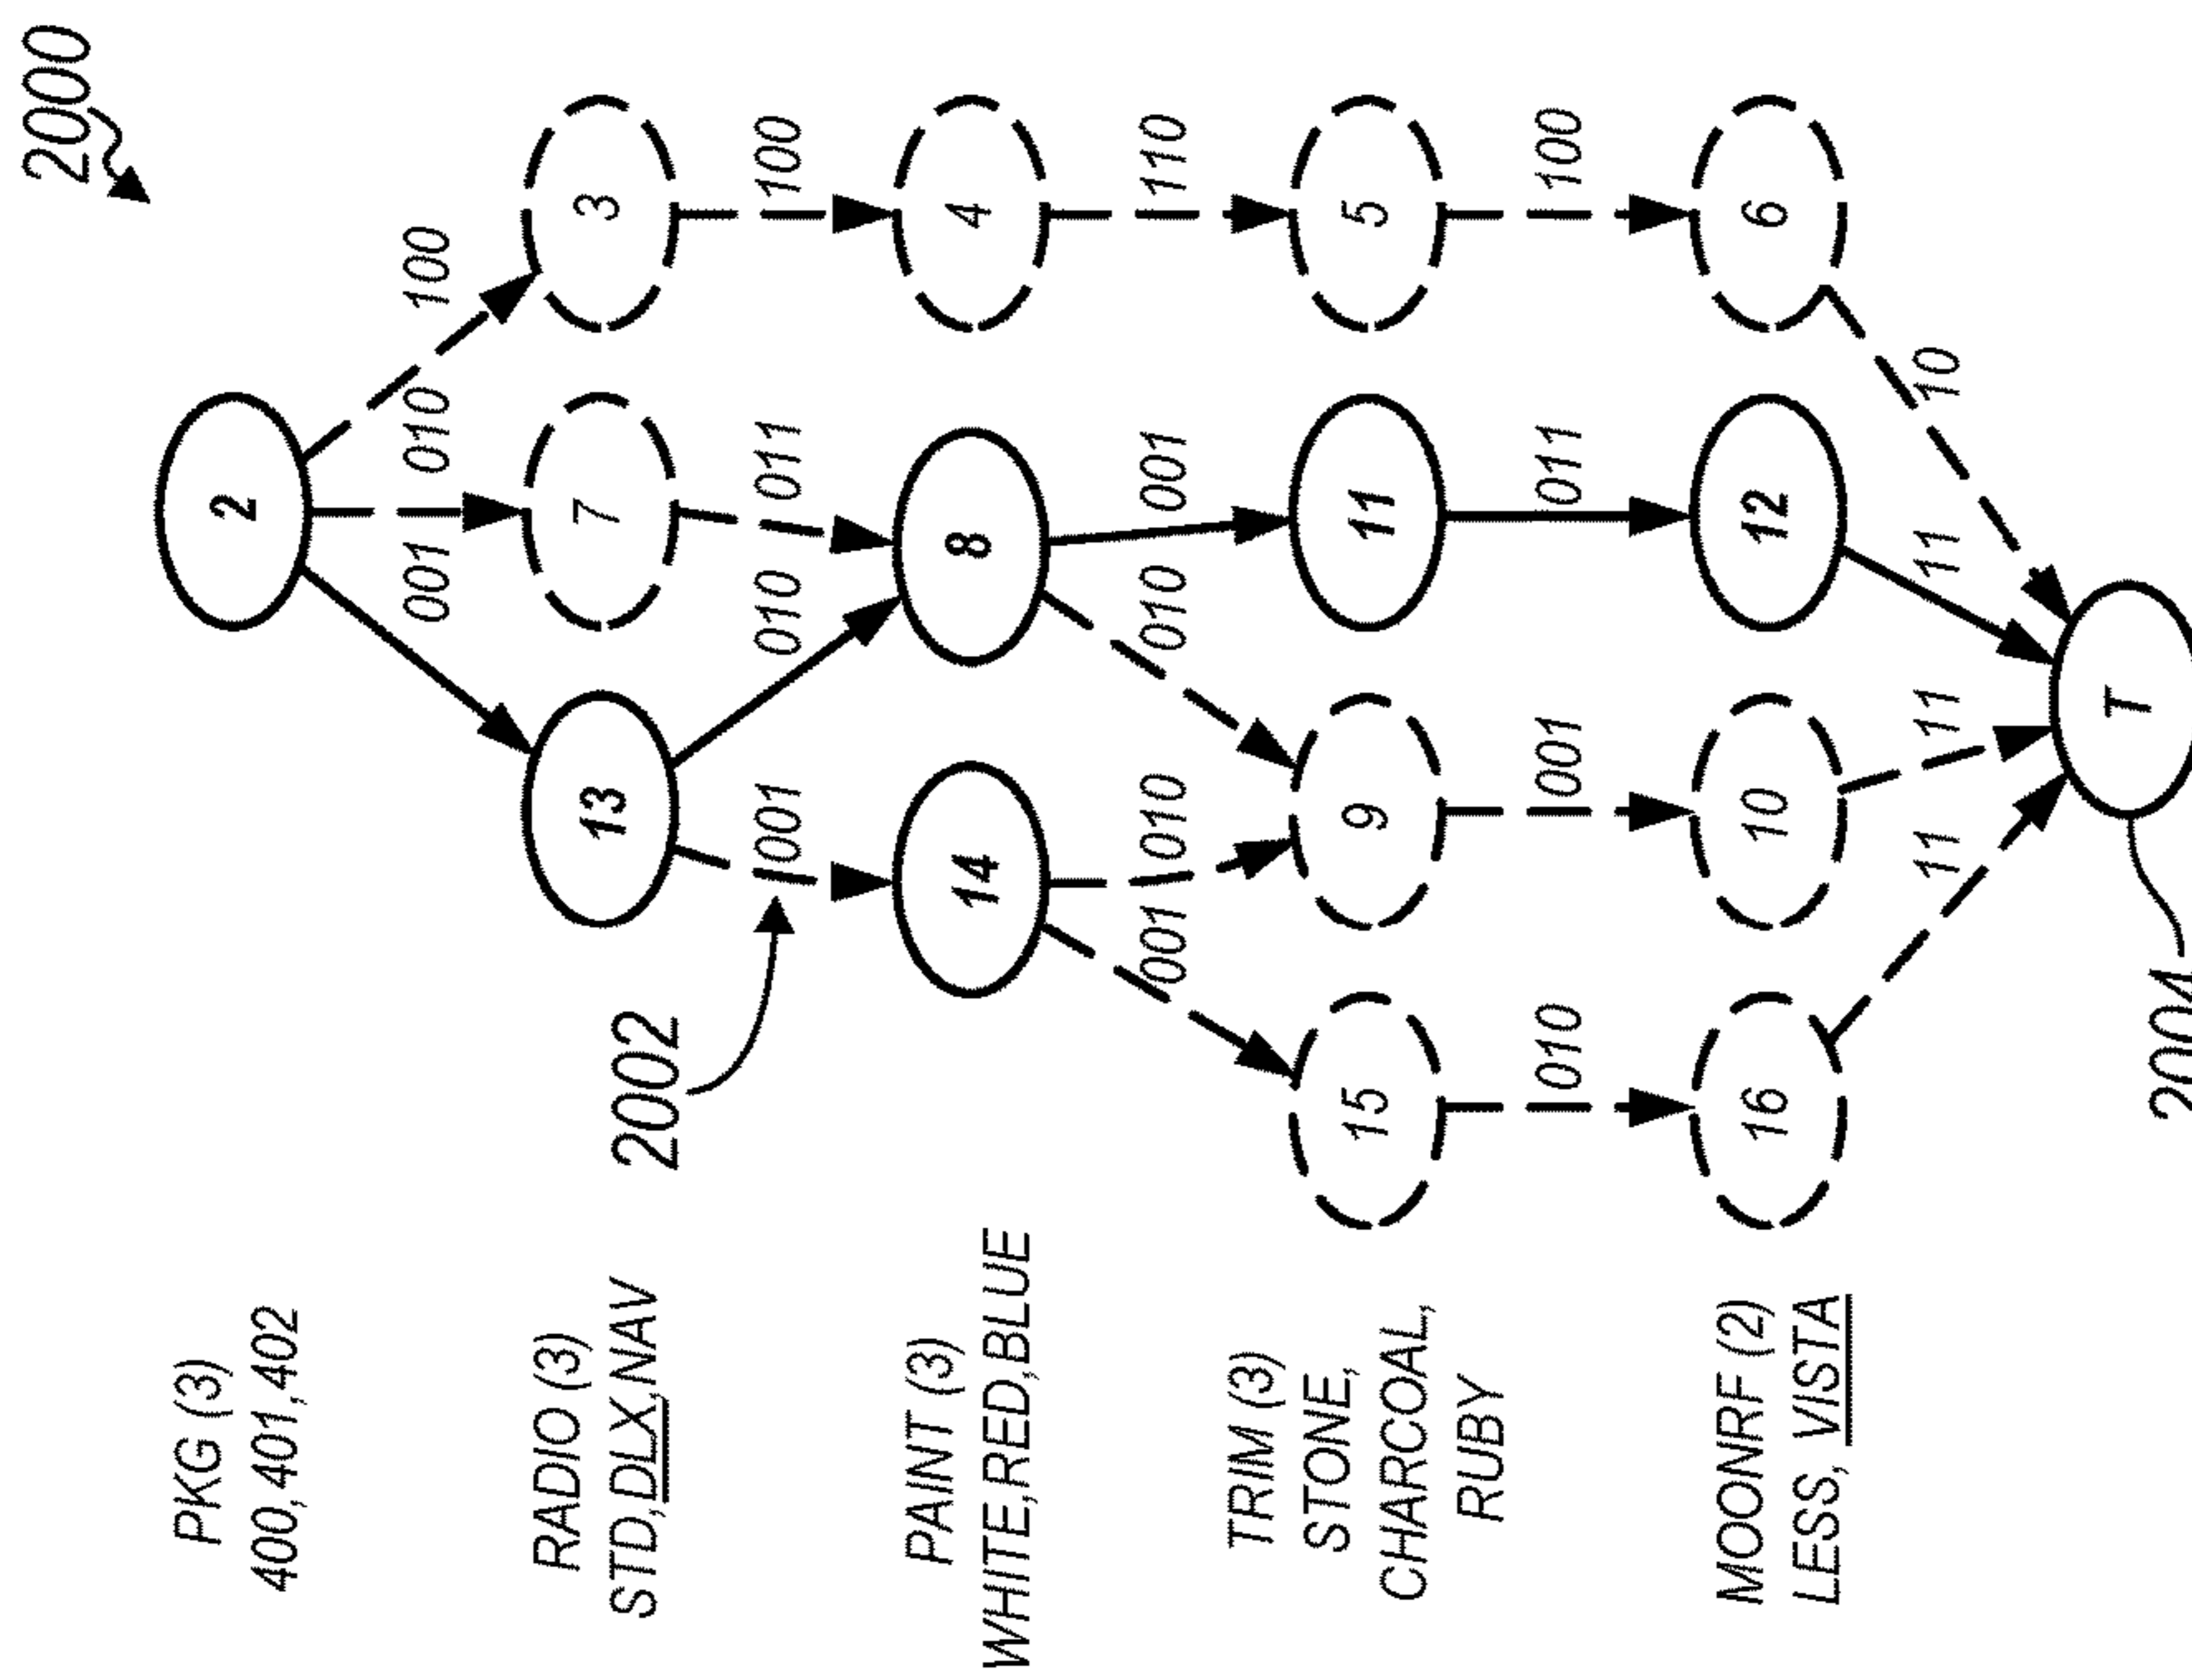 2000
PKG (3)
2
400,401,402
001 010 100
RADIO (3)
13 7 3
STD,DLX,NAV
2002
001 010 011 100
PAINT (3)
14 8 4
WHITE,RED,BLUE
001 010 010 001 110
TRIM (3)
STONE,
15 9 11 5
CHARCOAL,
RUBY
010 001 011 100
MOONRF (2)
16 10 12 6
LESS, VISTA
11 11 11 10
T
2004